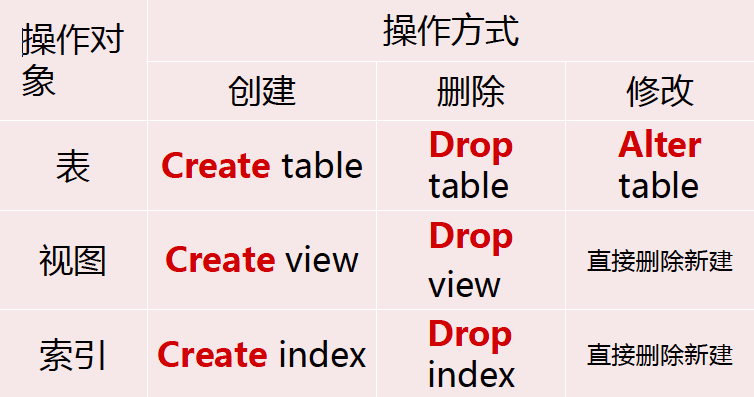 操作对
象
操作方式
创建
删除
修改
表
Create table
Drop
table
Alter
table
视图
Create view
Drop
view
直接删除新建
索引
Create index
Drop
index
直接删除新建